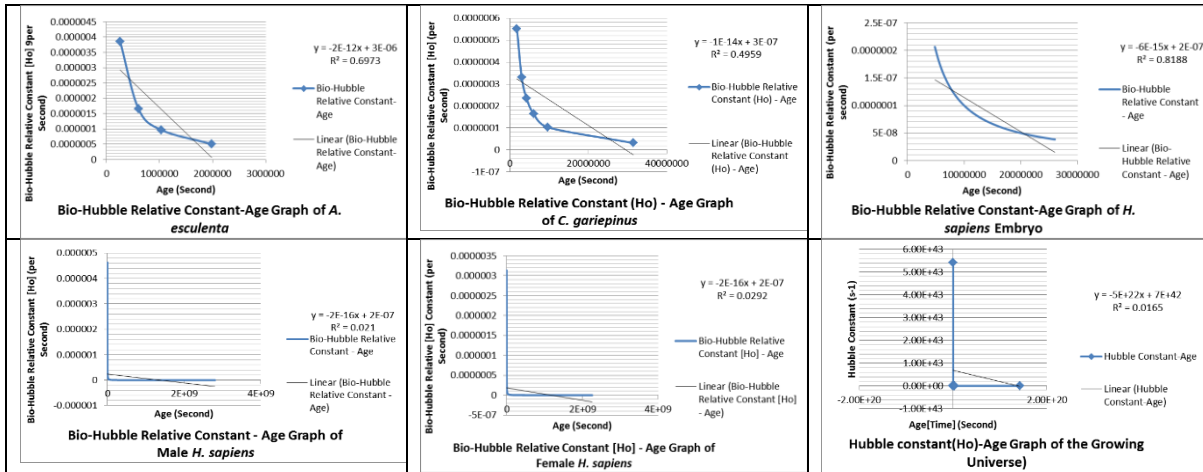 Bio-Hubble Relative Constant [Ho] 9per Second)
0.0000045
0.000004
0.0000035
0.000003
0.0000025
0.000002
0.0000015
0.000001
0.0000005
0
0
1000000
2000000
3000000
Age (Second)
y = -2E-12x + 3E-06
R² = 0.6973
Bio-Hubble
Relative
Constant-
Age
Linear (Bio-Hubble
Relative Constant-
Age)
Bio-Hubble Relative Constant-Age Graph of A.
esculenta
Bio-Hubble Relative Constant [Ho] (per
Second)
0.0000006
0.0000005
0.0000004
0.0000003
0.0000002
0.0000001
0
-1E-07
0
20000000
40000000
Age (Second)
y = -1E-14x + 3E-07
R² = 0.4959
Bio-Hubble Relative
Constant (Ho) - Age
Linear (Bio-Hubble
Relative Constant
(Ho) - Age)
Bio-Hubble Relative Constant (Ho) - Age Graph
of C. gariepinus
Bio-Hubble Relative Constant (per
second)
2.5E-07
0.0000002
1.5E-07
0.0000001
5E-08
0
0
10000000
20000000
30000000
Age (Second)
y = -6E-15x + 2E-07
R² = 0.8188
Bio-Hubble
Relative Constant
- Age
Linear (Bio-
Hubble Relative
Constant - Age)
Bio-Hubble Relative Constant-Age Graph of H.
sapiens Embryo
Bio-Hubble Relative Constant [Ho] (per
Second)
0.000005
0.000004
0.000003
0.000002
0.000001
0
-0.000001
0
2E+09
4E+09
Age (Second)
y = -2E-16x + 2E-07
R² = 0.021
Bio-Hubble Relative
Constant - Age
Linear (Bio-Hubble
Relative Constant -
Age)
Bio-Hubble Relative Constant - Age Graph of
Male H. sapiens
Bio-Hubble Relative [Ho] Constant (per
Second)
0.0000035
0.000003
0.0000025
0.000002
0.0000015
0.000001
0.0000005
0
-5E-07
0
2E+09
4E+09
Age (Second)
y = -2E-16x + 2E-07
R² = 0.0292
Bio-Hubble Relative
Constant [Ho] - Age
Linear (Bio-Hubble
Relative Constant [Ho]
- Age)
Bio-Hubble Relative Constant [Ho] - Age Graph of
Female H. sapiens
Hubble Constant (s-1)
6.00E+43
5.00E+43
4.00E+43
3.00E+43
2.00E+43
1.00E+43
0.00E+00
-1.00E+43
-2.00E+20
2.00E+20
Age[Time] (Second)
y = -5E+22x + 7E+42
R² = 0.0165
Hubble Constant-Age
Linear (Hubble
Constant-Age)
Hubble constant(Ho)-Age Graph of the Growing
Universe)